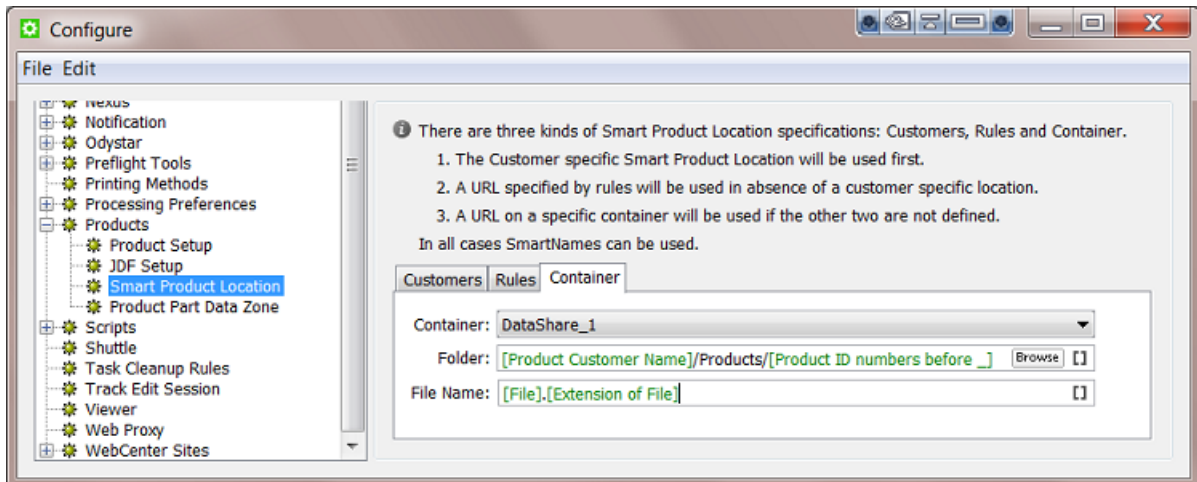 Configure
File Edit
Nexus
Notification
Odystar
Preflight Tools
Printing Methods
Processing Preferences
Products
Product Setup
JDF Setup
Smart Product Location
Product Part Data Zone
Scripts
Shuttle
Task Cleanup Rules
Track Edit Session
Viewer
Web Proxy
WebCenter Sites
There are three kinds of Smart Product Location specifications: Customers, Rules and Container.
1. The Customer specific Smart Product Location will be used first.
2. A URL specified by rules will be used in absence of a customer specific location.
3. A URL on a specific container will be used if the other two are not defined.
In all cases SmartNames can be used.
Customers Rules Container
Container: DataShare_1
Folder: [Product Customer Name]/Products/[Product ID numbers before _] Browse []
File Name: [File].[Extension of File] []